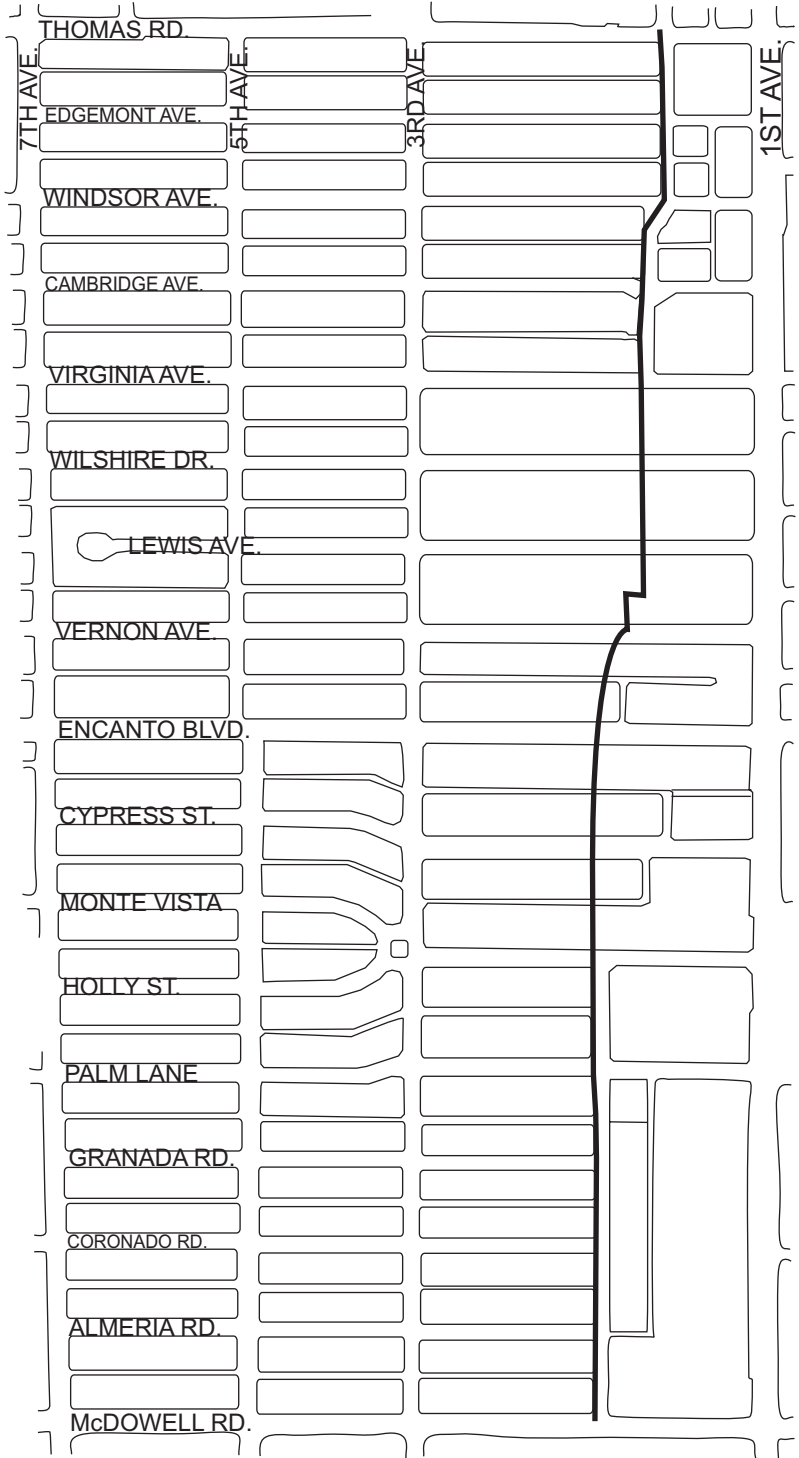 THOMAS RD.
7TH AVE.
5TH AVE.
3RD AVE.
1ST AVE.
EDGEMONT AVE.
WINDSOR AVE.
CAMBRIDGE AVE.
VIRGINIA AVE.
WILSHIRE DR.
LEWIS AVE.
VERNON AVE.
ENCANTO BLVD.
CYPRESS ST.
MONTE VISTA
HOLLY ST.
PALM LANE
GRANADA RD.
CORONADO RD.
ALMERIA RD.
McDOWELL RD.